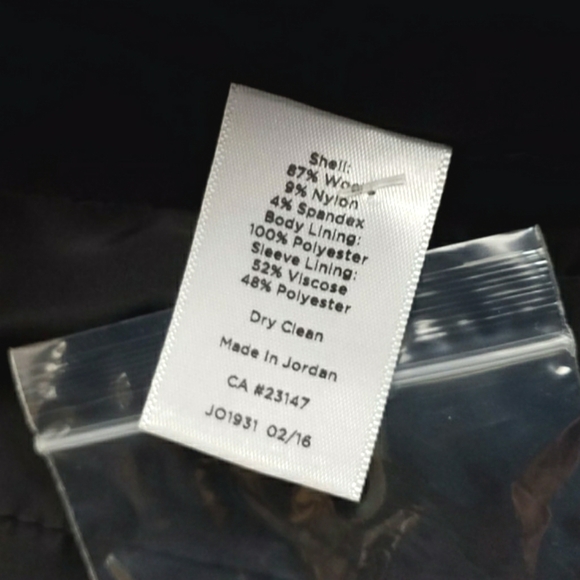 Shell:
87% Wool
9% Nylon
4% Spandex
Body Lining:
100% Polyester
Sleeve Lining:
52% Viscose
48% Polyester
Dry Clean
Made In Jordan
CA #23147
JO1931 02/16